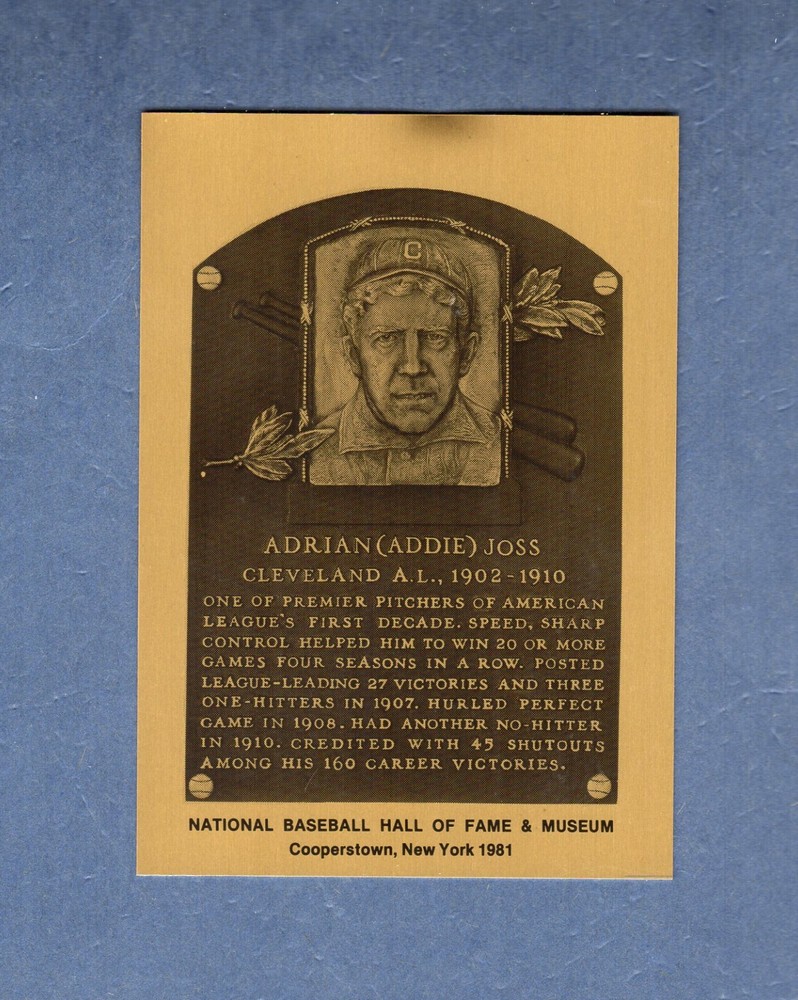 C
ADRIAN (ADDIE) JOSS
CLEVELAND A.L., 1902-1910
ONE OF PREMIER PITCHERS OF AMERICAN
LEAGUE'S FIRST DECADE. SPEED, SHARP
CONTROL HELPED HIM TO WIN 20 OR MORE
GAMES FOUR SEASONS IN A ROW. POSTED
LEAGUE-LEADING 27 VICTORIES AND THREE
ONE-HITTERS IN 1907. HURLED PERFECT
GAME IN 1908. HAD ANOTHER NO-HITTER
IN 1910. CREDITED WITH 45 SHUTOUTS
AMONG HIS 160 CAREER VICTORIES.
NATIONAL BASEBALL HALL OF FAME & MUSEUM
Cooperstown, New York 1981